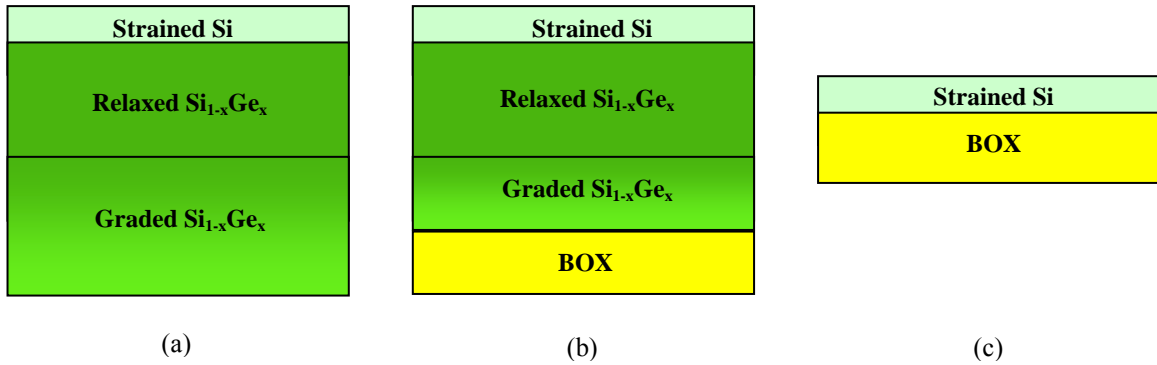 Strained Si
Relaxed Si₁₋ₓGeₓ
Graded Si₁₋ₓGeₓ
(a)
Strained Si
Relaxed Si₁₋ₓGeₓ
Graded Si₁₋ₓGeₓ
BOX
(b)
Strained Si
BOX
(c)